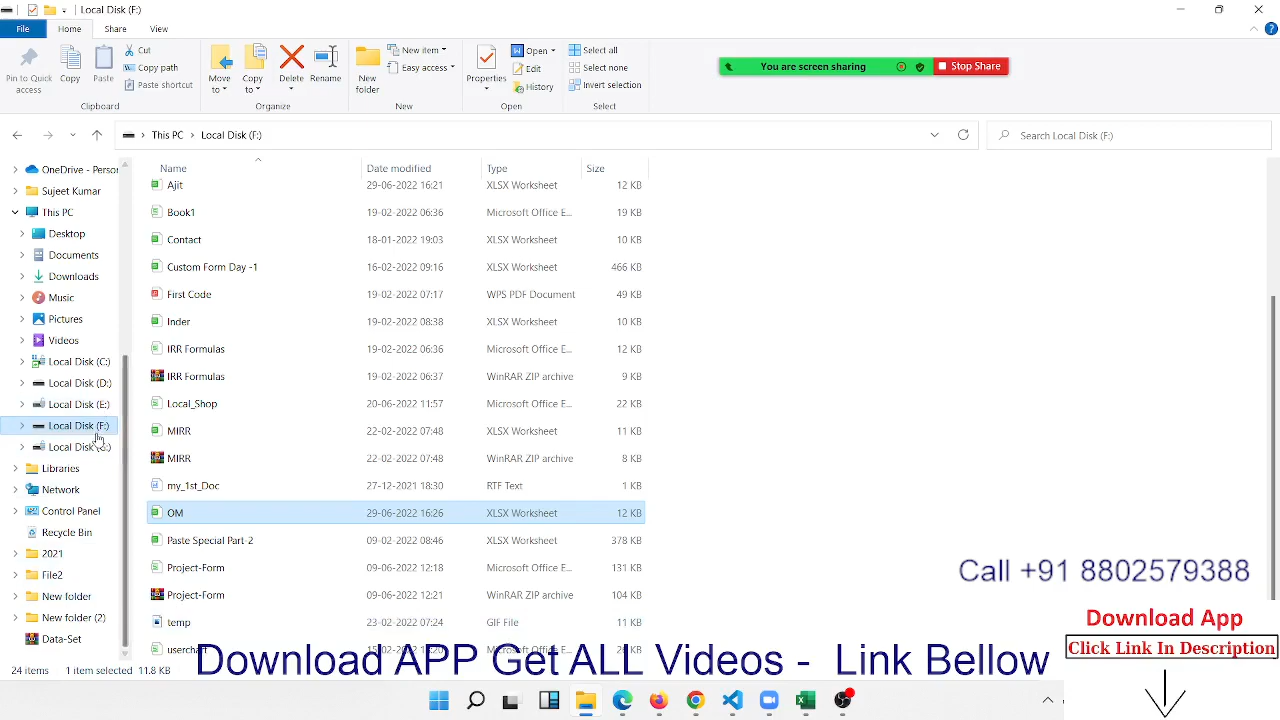 Local Disk (F:)
File
Home
Share
View
Pin to Quick access
Copy
Paste
Cut
Copy path
Paste shortcut
Clipboard
to
to
Delete
Rename
Organize
New folder
New item
Easy access
New
Properties
Open
Edit
History
Open
Select all
Select none
Invert selection
Select
You are screen sharing
Stop Share
This PC
Local Disk (F:)
Search Local Disk (F:)
OneDrive - Person
Sujeet Kumar
This PC
Desktop
Documents
Downloads
Music
Pictures
Videos
Local Disk (C:)
Local Disk (D:)
Local Disk (E:)
Local Disk (F:)
Local Disk
Libraries
Network
Control Panel
Recycle Bin
2021
File2
New folder
New folder (2)
Data-Set
Name Date modified Type Size
Ajit 29-06-2022 16:21 XLSX Worksheet 12 KB
Book1 19-02-2022 06:36 Microsoft Office E... 19 KB
Contact 18-01-2022 19:03 XLSX Worksheet 10 KB
Custom Form Day -1 16-02-2022 09:16 XLSX Worksheet 466 KB
First Code 19-02-2022 07:17 WPS PDF Document 49 KB
Inder 19-02-2022 08:38 XLSX Worksheet 10 KB
IRR Formulas 19-02-2022 06:36 Microsoft Office E... 12 KB
IRR Formulas 19-02-2022 06:37 WinRAR ZIP archive 9 KB
Local_Shop 20-06-2022 11:57 Microsoft Office E... 22 KB
MIRR 22-02-2022 07:48 XLSX Worksheet 11 KB
MIRR 22-02-2022 07:48 WinRAR ZIP archive 8 KB
my_1st_Doc 27-12-2021 18:30 RTF Text 1 KB
OM 29-06-2022 16:26 XLSX Worksheet 12 KB
Paste Special Part-2 09-02-2022 08:46 XLSX Worksheet 378 KB
Project-Form 09-06-2022 12:18 Microsoft Office E... 131 KB
Project-Form 09-06-2022 12:21 WinRAR ZIP archive 104 KB
temp 23-02-2022 07:24 GIF File 11 KB
24 items 1 item selected 11.8 KB
Call +91 8802579388
Download App
Click Link In Description
Download APP Get ALL Videos - Link Bellow